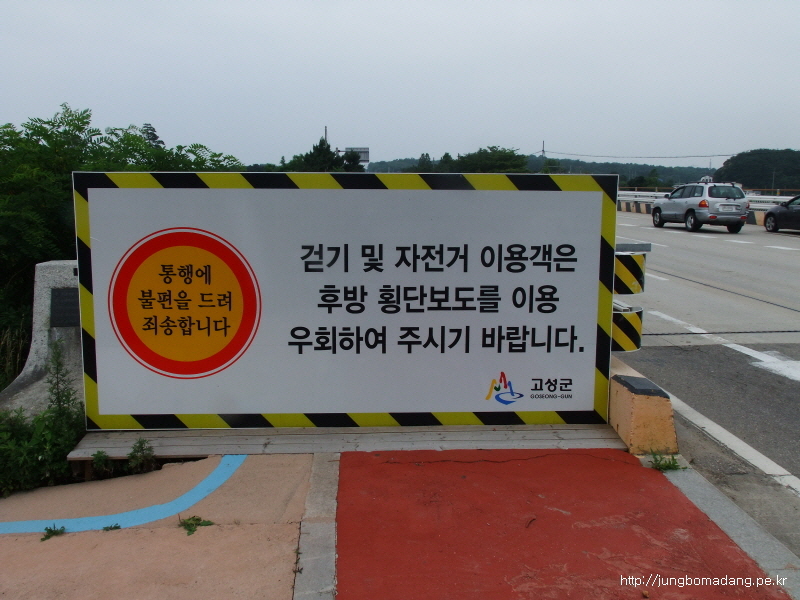 통행에
불편을 드려
죄송합니다
걷기 및 자전거 이용객은
후방 횡단보도를 이용
우회하여 주시기 바랍니다.
고성군
GOSEONG-GUN
http://jungbomadang.pe.kr